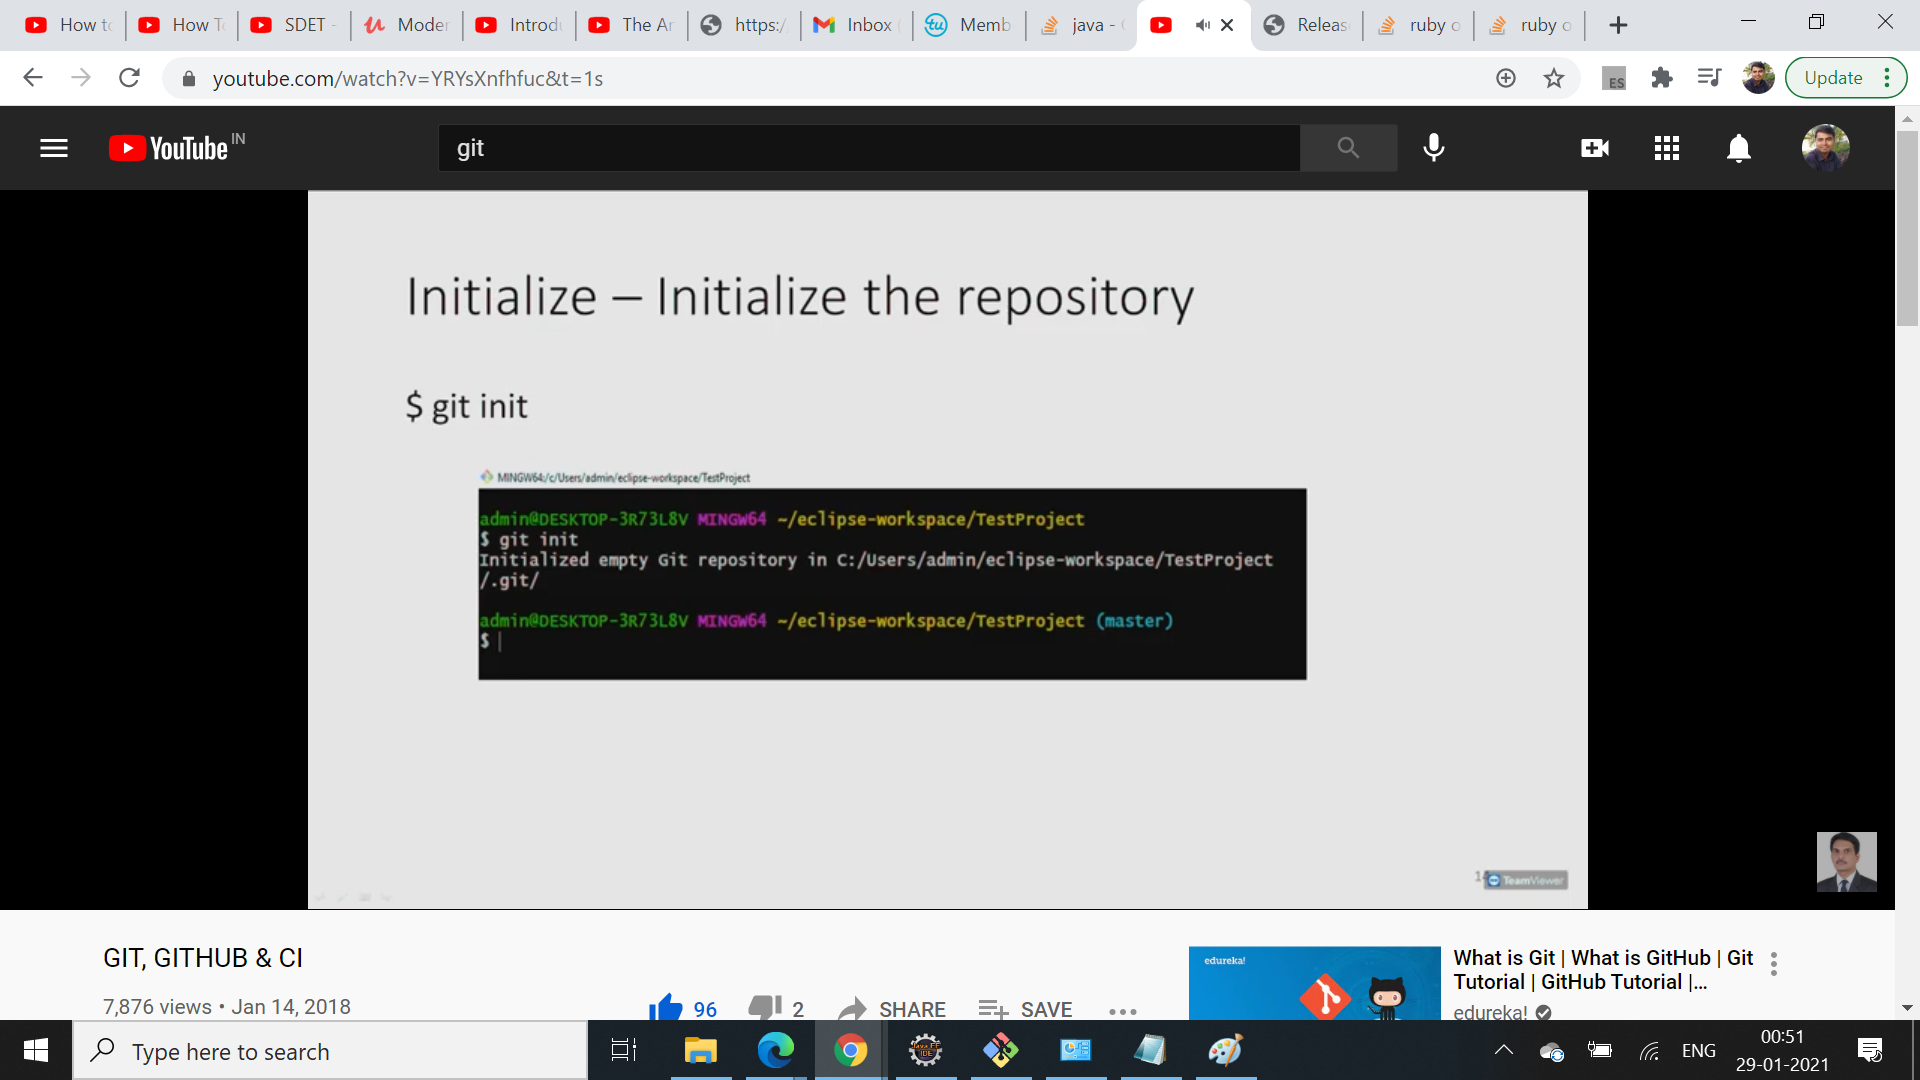 How to
How To
SDET -
Moder
Introdu
The Ar
https:/
Inbox
Memb
java -
Releas
ruby o
ruby o
youtube.com/watch?v=YRYsXnfhfuc&t=1s
ES
Update
YouTube IN
git
Initialize – Initialize the repository
$ git init
MINGW64:/c/Users/admin/eclipse-workspace/TestProject
admin@DESKTOP-3R73L8V MINGW64 ~/eclipse-workspace/TestProject
$ git init
Initialized empty Git repository in C:/Users/admin/eclipse-workspace/TestProject
/.git/
admin@DESKTOP-3R73L8V MINGW64 ~/eclipse-workspace/TestProject (master)
$
TeamViewer
GIT, GITHUB & CI
7,876 views • Jan 14, 2018
96
2
SHARE
SAVE
edureka!
What is Git | What is GitHub | Git
Tutorial | GitHub Tutorial |...
edureka!
Type here to search
ENG
00:51
29-01-2021